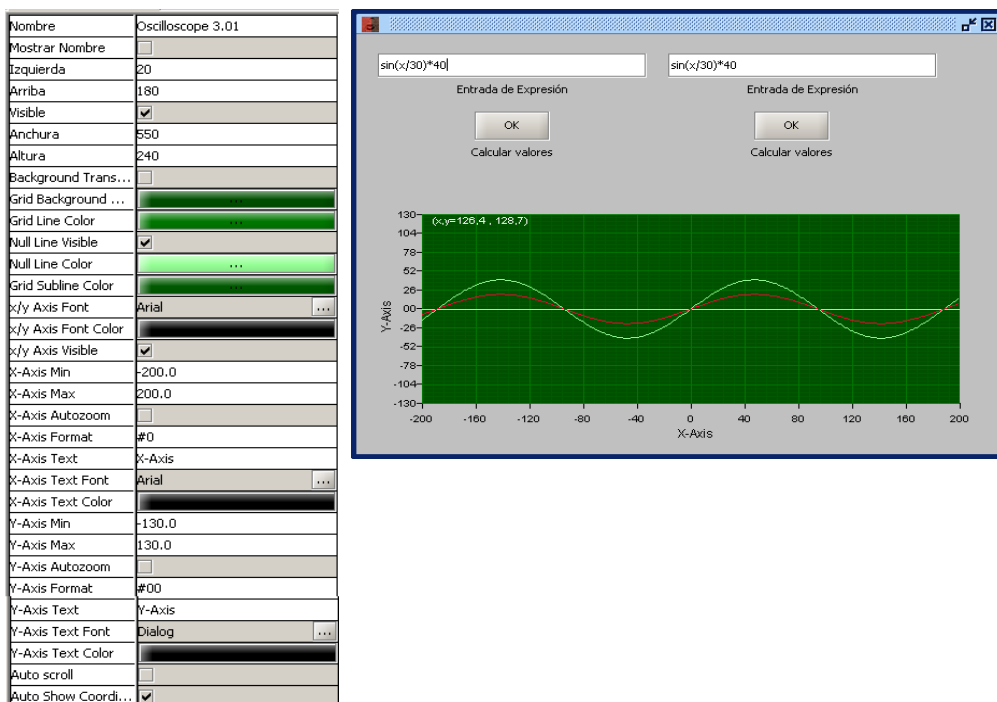 Nombre Oscilloscope 3.01
Mostrar Nombre
Izquierda 20
Arriba 180
Visible
Anchura 550
Altura 240
Background Trans...
Grid Background ... ...
Grid Line Color ...
Null Line Visible
Null Line Color ...
Grid Subline Color ...
x/y Axis Font Arial ...
x/y Axis Font Color
x/y Axis Visible
X-Axis Min -200.0
X-Axis Max 200.0
X-Axis Autozoom
X-Axis Format #0
X-Axis Text X-Axis
X-Axis Text Font Arial ...
X-Axis Text Color
Y-Axis Min -130.0
Y-Axis Max 130.0
Y-Axis Autozoom
Y-Axis Format #00
Y-Axis Text Y-Axis
Y-Axis Text Font Dialog ...
Y-Axis Text Color
Auto scroll
Auto Show Coordi...
sin(x/30)*40 sin(x/30)*40
Entrada de Expresión Entrada de Expresión
OK OK
Calcular valores Calcular valores
(x,y=126,4 , 128,7)
130
104
78
52
26
00
-26
-52
-78
-104
-130
Y-Axis
-200 -160 -120 -80 -40 0 40 80 120 160 200
X-Axis